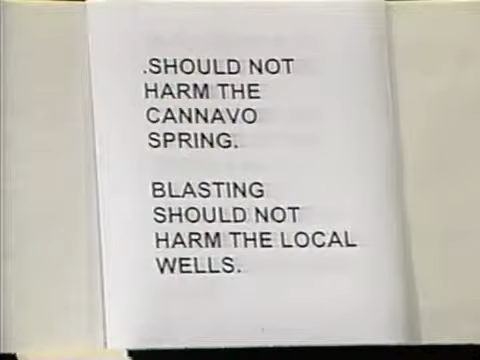 .SHOULD NOT
HARM THE
CANNAVO
SPRING.
BLASTING
SHOULD NOT
HARM THE LOCAL
WELLS.